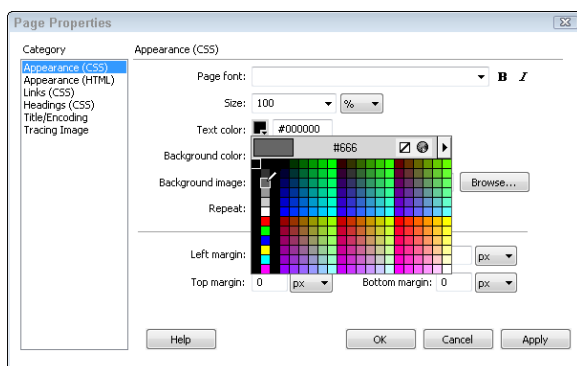 Page Properties
Category
Appearance (CSS)
Appearance (HTML)
Links (CSS)
Headings (CSS)
Title/Encoding
Tracing Image
Appearance (CSS)
Page font: B I
Size: 100 %
Text color: #000000
#666
Background color:
Background image: Browse...
Repeat:
Left margin: px
Top margin: 0 px Bottom margin: 0 px
Help OK Cancel Apply